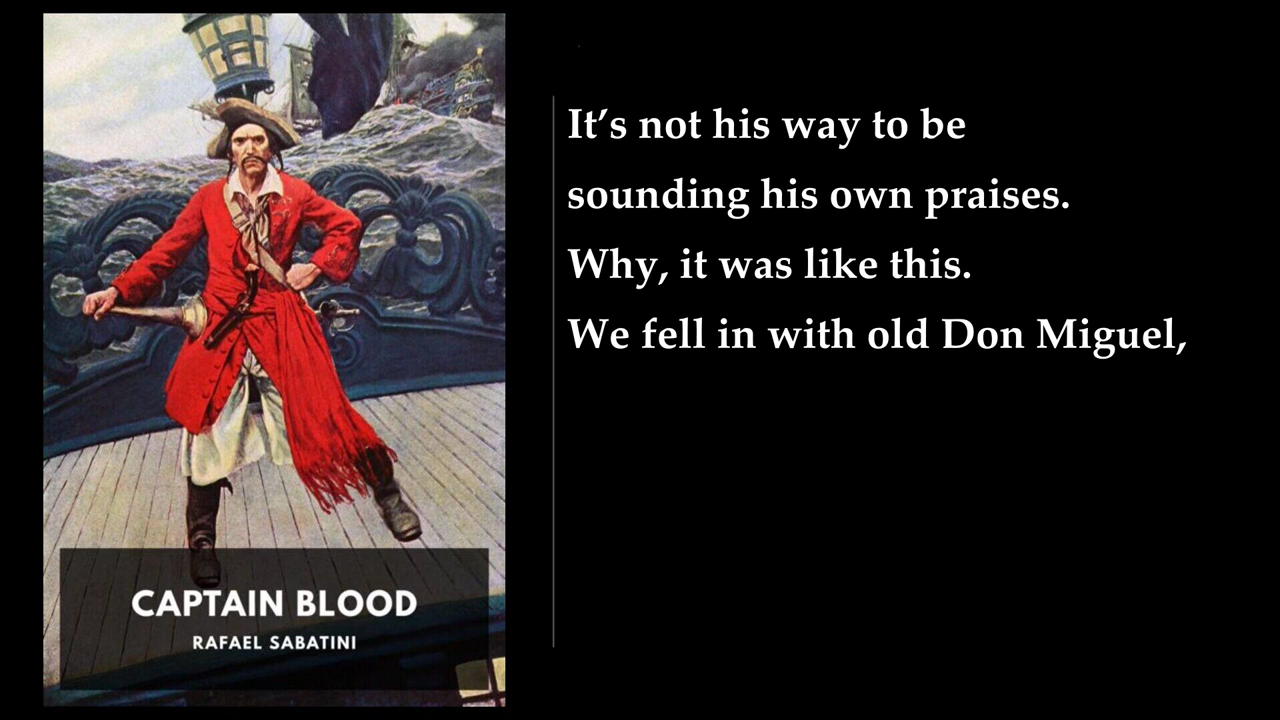 CAPTAIN BLOOD
RAFAEL SABATINI
It’s not his way to be
sounding his own praises.
Why, it was like this.
We fell in with old Don Miguel,